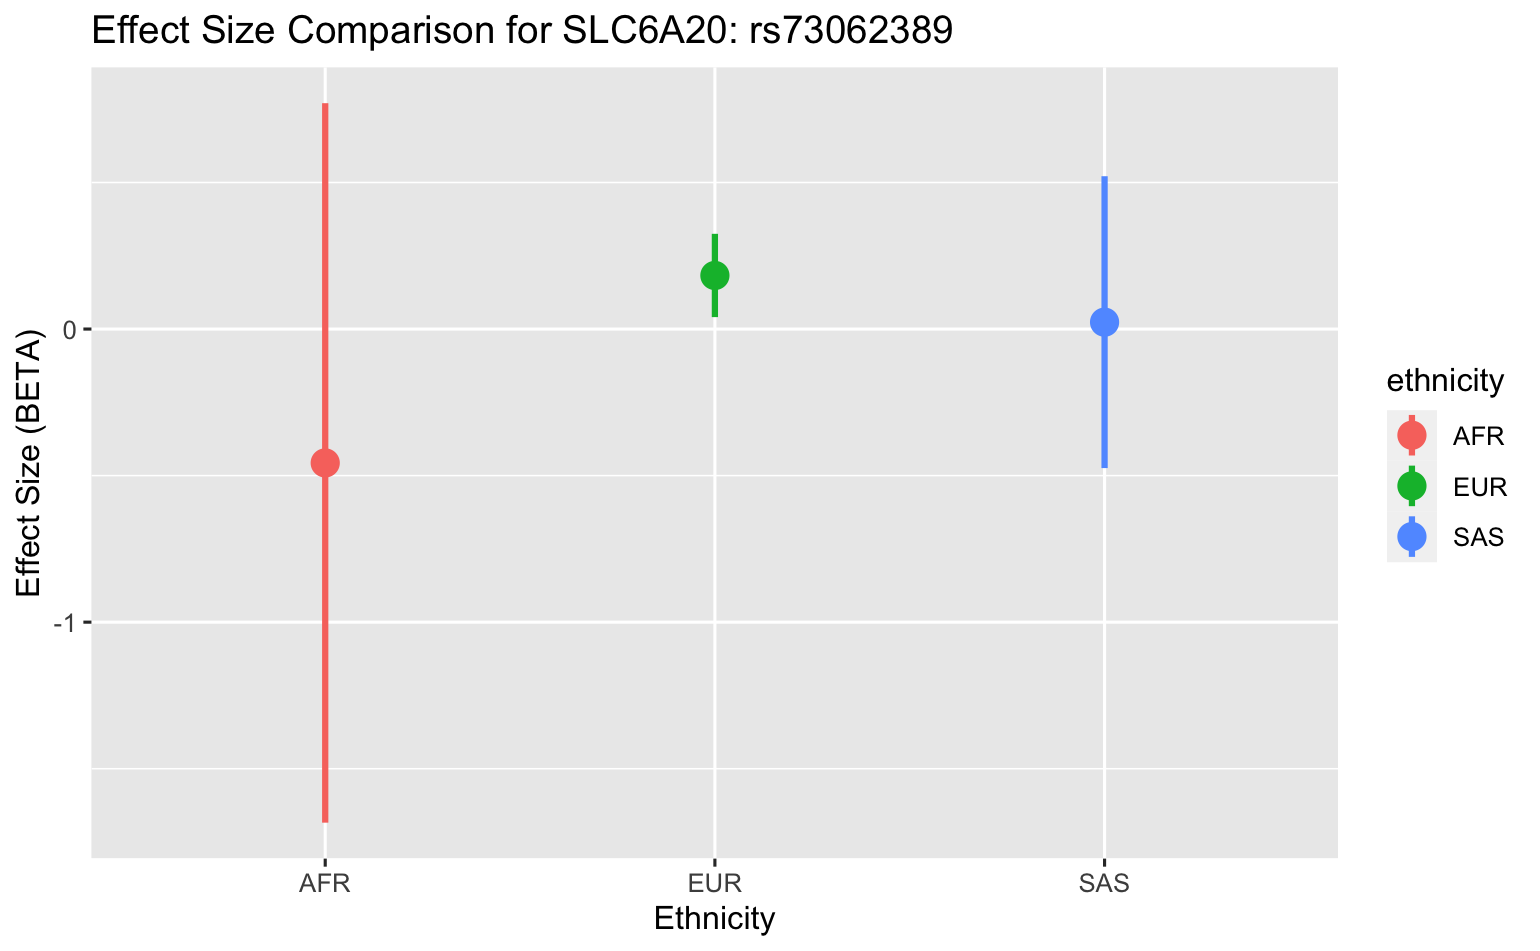 Effect Size Comparison for SLC6A20: rs73062389
Effect Size (BETA)
0
-1
AFR
EUR
SAS
Ethnicity
ethnicity
AFR
EUR
SAS